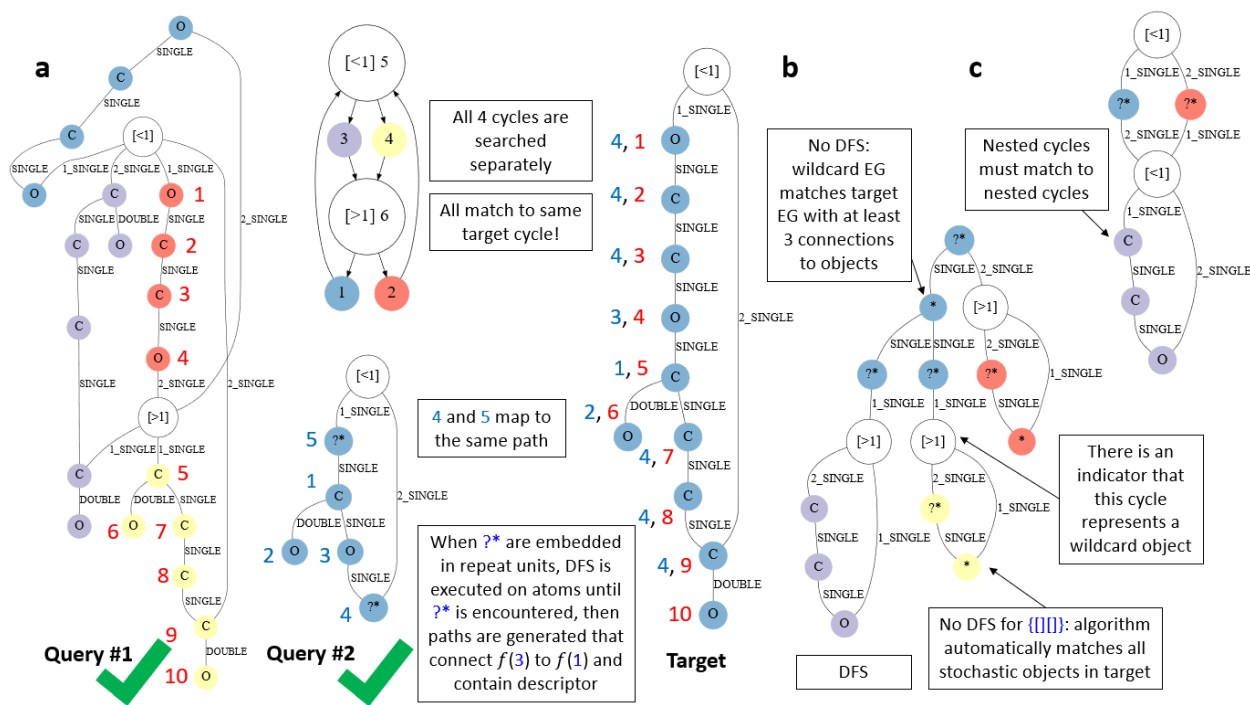 a
O
SINGLE
C
SINGLE
C
SINGLE
O
[<1]
1_SINGLE
2_SINGLE
1_SINGLE
C
O
1
SINGLE
DOUBLE
SINGLE
2_SINGLE
C
O
C
2
SINGLE
SINGLE
C
3
C
SINGLE
O
4
SINGLE
2_SINGLE
2_SINGLE
[>1]
1_SINGLE
1_SINGLE
C
C
5
DOUBLE
DOUBLE
SINGLE
O
6
O
7
C
SINGLE
8
C
SINGLE
9
C
DOUBLE
10
O
Query #1
[<1] 5
3
4
[>1] 6
1
2
All 4 cycles are
searched
separately
All match to same
target cycle!
[<1]
1_SINGLE
5
?*
SINGLE
1
C
2_SINGLE
DOUBLE
SINGLE
2
O
3
O
SINGLE
4
?*
Query #2
4 and 5 map to
the same path
When ?* are embedded
in repeat units, DFS is
executed on atoms until
?* is encountered, then
paths are generated that
connect f(3) to f(1) and
contain descriptor
[<1]
1_SINGLE
4, 1
O
SINGLE
4, 2
C
SINGLE
4, 3
C
SINGLE
3, 4
O
2_SINGLE
SINGLE
1, 5
C
DOUBLE
SINGLE
2, 6
O
C
4, 7
SINGLE
4, 8
C
SINGLE
4, 9
C
DOUBLE
10
O
Target
b
No DFS:
wildcard EG
matches target
EG with at least
3 connections
to objects
?*
SINGLE
2_SINGLE
*
[>1]
SINGLE
SINGLE
2_SINGLE
?*
?*
?*
1_SINGLE
1_SINGLE
1_SINGLE
SINGLE
[>1]
[>1]
*
2_SINGLE
2_SINGLE
C
?*
1_SINGLE
1_SINGLE
SINGLE
SINGLE
C
*
SINGLE
O
DFS
There is an
indicator that
this cycle
represents a
wildcard object
No DFS for {[][]}: algorithm
automatically matches all
stochastic objects in target
c
[<1]
1_SINGLE
2_SINGLE
?*
?*
2_SINGLE
1_SINGLE
[<1]
Nested cycles
must match to
nested cycles
1_SINGLE
C
SINGLE
2_SINGLE
C
SINGLE
O